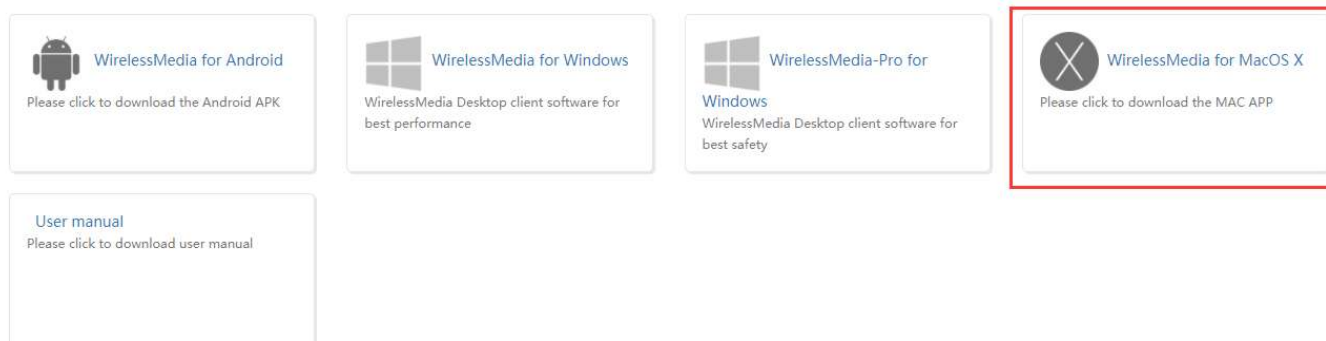 WirelessMedia for Android
Please click to download the Android APK
WirelessMedia for Windows
WirelessMedia Desktop client software for
best performance
WirelessMedia-Pro for
Windows
WirelessMedia Desktop client software for
best safety
WirelessMedia for MacOS X
Please click to download the MAC APP
User manual
Please click to download user manual